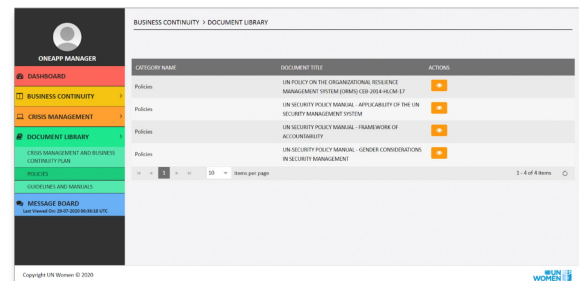 BUSINESS CONTINUITY > DOCUMENT LIBRARY
ONEAPP MANAGER
DASHBOARD
BUSINESS CONTINUITY
CRISIS MANAGEMENT
DOCUMENT LIBRARY
CRISIS MANAGEMENT AND BUSINESS
CONTINUITY PLAN
POLICIES
GUIDELINES AND MANUALS
MESSAGE BOARD
Last Viewed On: 29-07-2020 06:36:10 UTC
CATEGORY NAME DOCUMENT TITLE ACTIONS
Policies
UN POLICY ON THE ORGANIZATIONAL RESILIENCE
MANAGEMENT SYSTEM (ORMS) CEB-2014-HLCM-17
Policies
UN SECURITY POLICY MANUAL - APPLICABILITY OF THE UN
SECURITY MANAGEMENT SYSTEM
Policies
UN SECURITY POLICY MANUAL - FRAMEWORK OF
ACCOUNTABILITY
Policies
UN-SECURITY POLICY MANUAL - GENDER CONSIDERATIONS
IN SECURITY MANAGEMENT
1 10 items per page 1 - 4 of 4 items
Copyright UN Women © 2020
UN
WOMEN